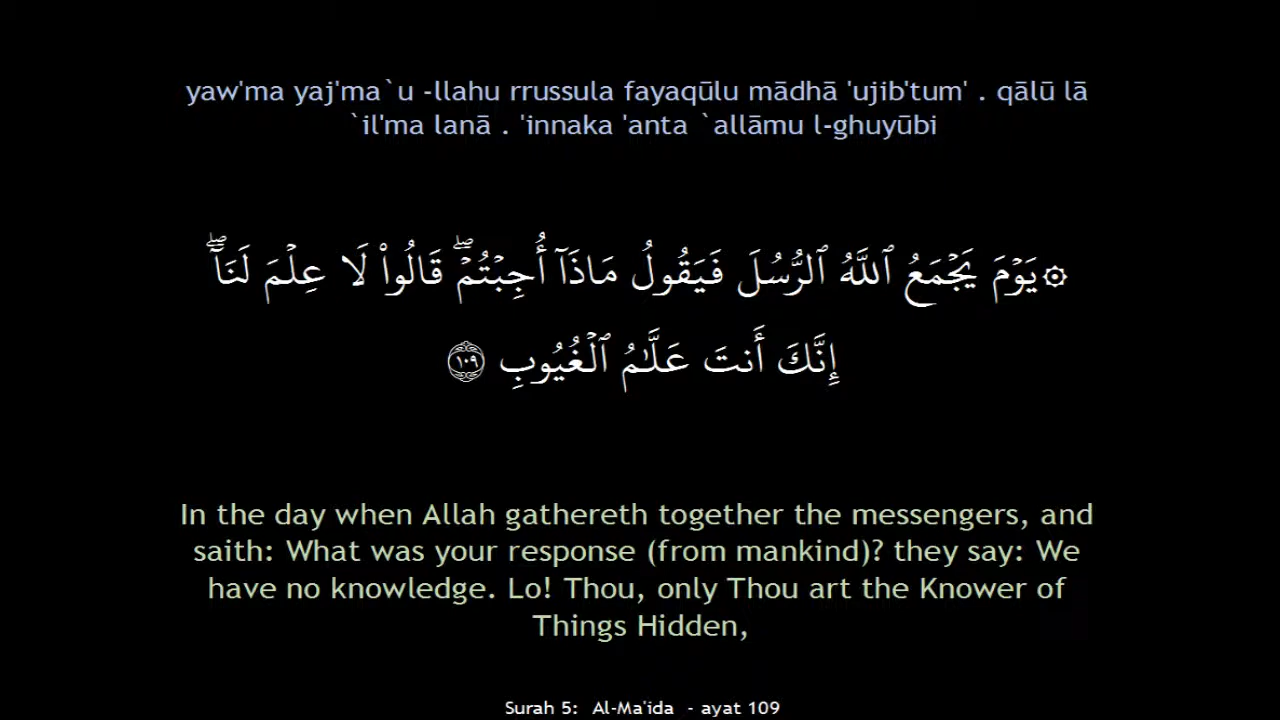 yaw'ma yaj'ma`u -llahu rrussula fayaqūlu mādhā 'ujib'tum' . qālū lā
`il'ma lanā . 'innaka 'anta `allāmu l-ghuyūbi
۞يَوۡمَ يَجۡمَعُ ٱللَّهُ ٱلرُّسُلَ فَيَقُولُ مَاذَآ أُجِبۡتُمۡۖ قَالُواْ لَا عِلۡمَ لَنَآۖ
إِنَّكَ أَنتَ عَلَّٰمُ ٱلۡغُيُوبِ ١٠٩
In the day when Allah gathereth together the messengers, and
saith: What was your response (from mankind)? they say: We
have no knowledge. Lo! Thou, only Thou art the Knower of
Things Hidden,
Surah 5: Al-Ma'ida - ayat 109